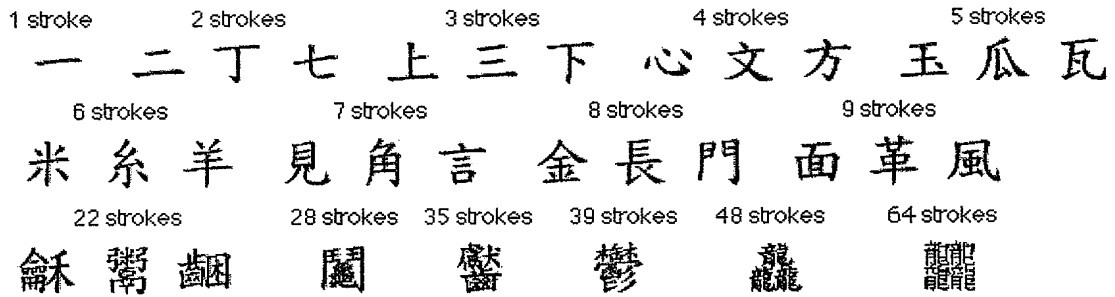 1 stroke 2 strokes 3 strokes 4 strokes 5 strokes
一 二 丁 七 上 三 下 心 文 方 玉 瓜 瓦
6 strokes 7 strokes 8 strokes 9 strokes
米 糸 羊 見 角 言 金 長 門 面 革 風
22 strokes 28 strokes 35 strokes 39 strokes 48 strokes 64 strokes
龢 鬻 龘 𪚥